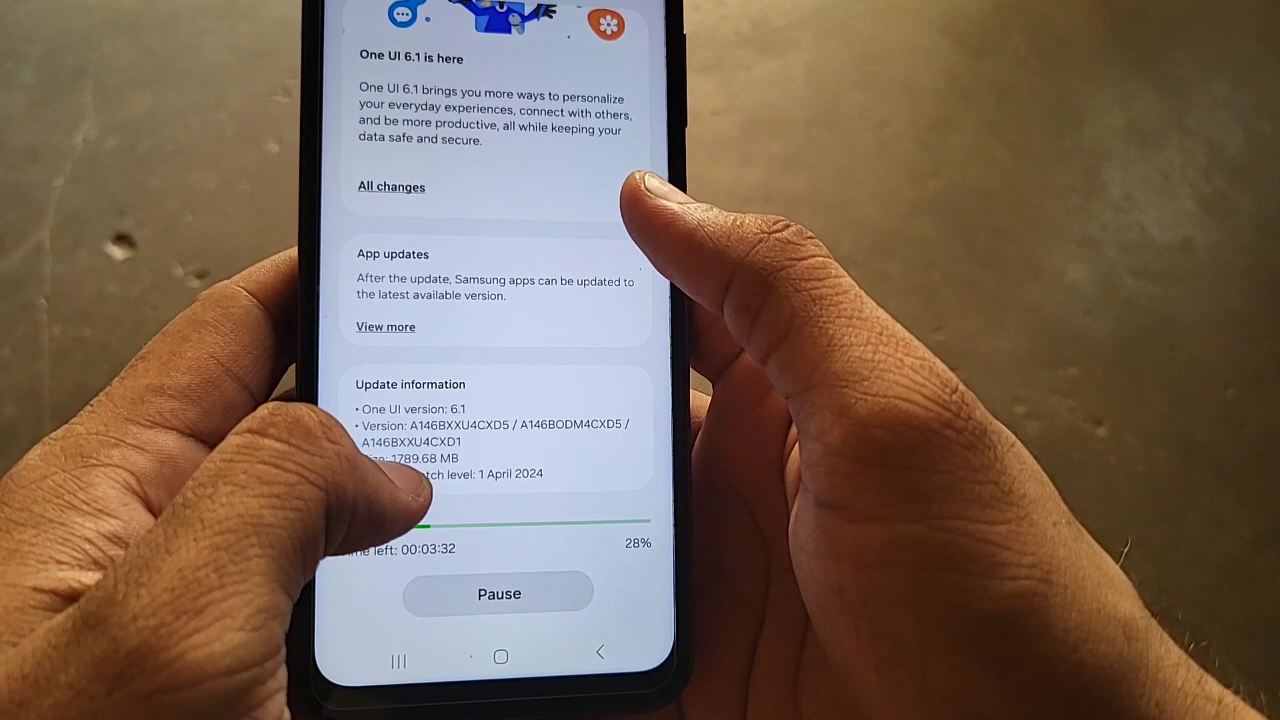 One UI 6.1 is here
One UI 6.1 brings you more ways to personalize
your everyday experiences, connect with others,
and be more productive, all while keeping your
data safe and secure.
All changes
App updates
After the update, Samsung apps can be updated to
the latest available version.
View more
Update information
• One UI version: 6.1
• Version: A146BXXU4CXD5 / A146BODM4CXD5 /
A146BXXU4CXD1
1789.68 MB
level: 1 April 2024
left: 00:03:32
28%
Pause